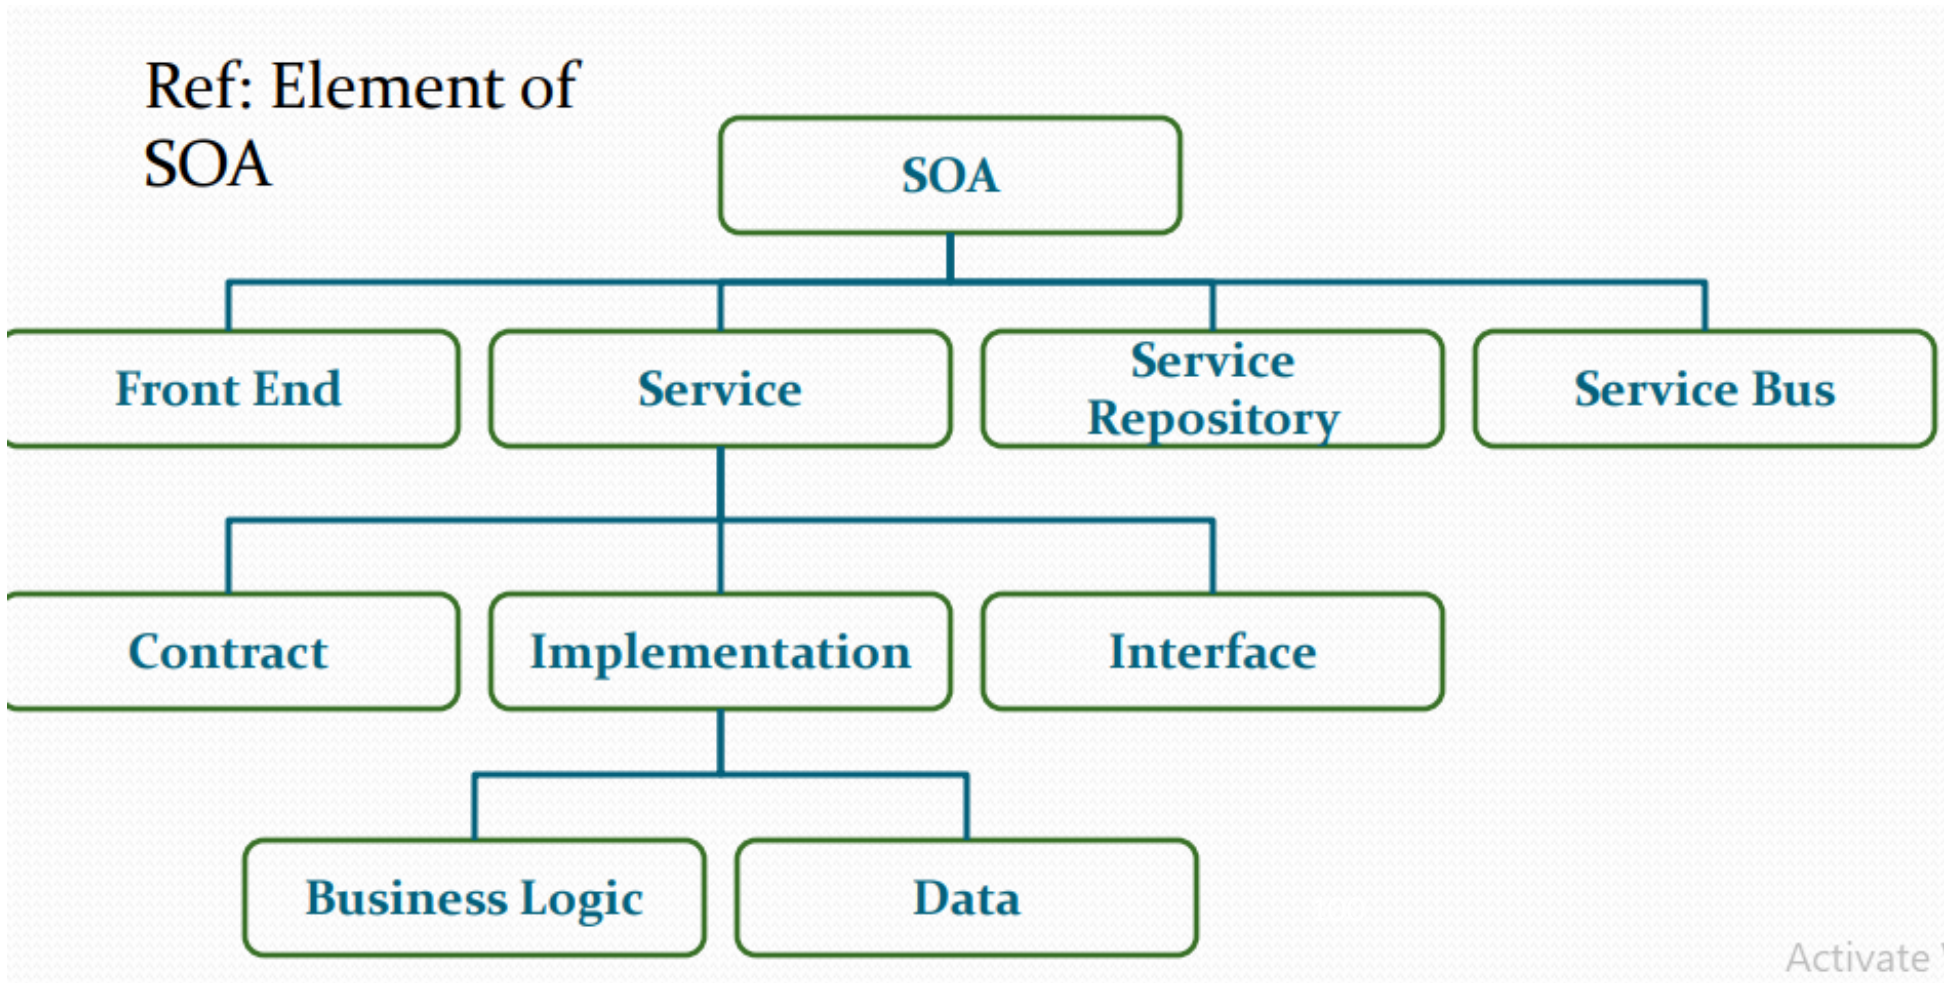 Ref: Element of
SOA
SOA
Front End
Service
Service
Repository
Service Bus
Contract
Implementation
Interface
Business Logic
Data
Activate